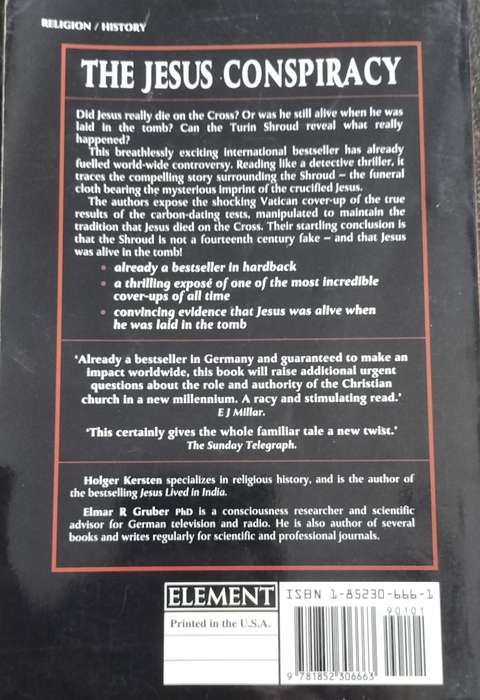 RELIGION / HISTORY
THE JESUS CONSPIRACY
Did Jesus really die on the Cross? Or was he still alive when he was
laid in the tomb? Can the Turin Shroud reveal what really
happened?
This breathlessly exciting international bestseller has already
fuelled world-wide controversy. Reading like a detective thriller, it
traces the compelling story surrounding the Shroud – the funeral
cloth bearing the mysterious imprint of the crucified Jesus.
The authors expose the shocking Vatican cover-up of the true
results of the carbon-dating tests, manipulated to maintain the
tradition that Jesus died on the Cross. Their startling conclusion is
that the Shroud is not a fourteenth century fake – and that Jesus
was alive in the tomb!
• already a bestseller in hardback
• a thrilling exposé of one of the most incredible
cover-ups of all time
• convincing evidence that Jesus was alive when
he was laid in the tomb
'Already a bestseller in Germany and guaranteed to make an
impact worldwide, this book will raise additional urgent
questions about the role and authority of the Christian
church in a new millennium. A racy and stimulating read.'
E J Millar.
'This certainly gives the whole familiar tale a new twist.'
The Sunday Telegraph.
Holger Kersten specializes in religious history, and is the author of
the bestselling Jesus Lived in India.
Elmar R Gruber PhD is a consciousness researcher and scientific
advisor for German television and radio. He is also author of several
books and writes regularly for scientific and professional journals.
ELEMENT
Printed in the U.S.A.
ISBN 1-85230-666-1
90101
9 781852 306663